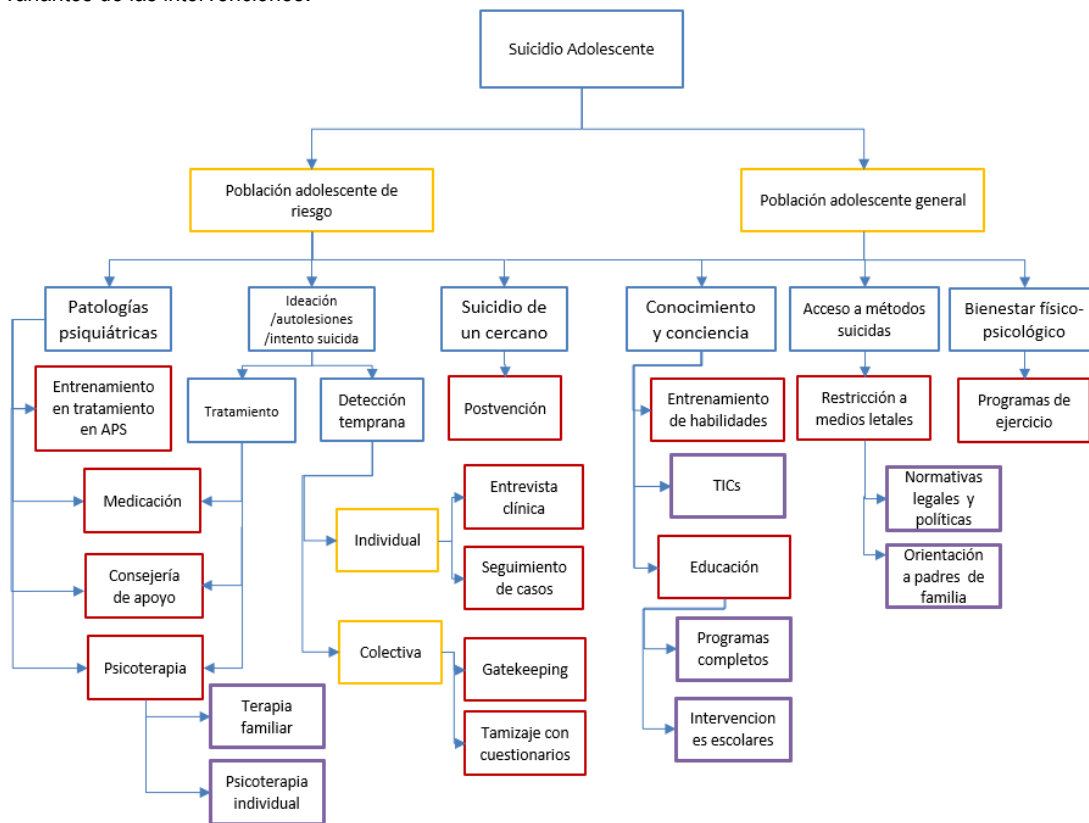 variantes de las intervenciones.
Suicidio Adolescente
Población adolescente de
riesgo
Población adolescente general
Patologías
psiquiátricas
Ideación
/autolesiones
/intento suicida
Suicidio de
un cercano
Conocimiento
y conciencia
Acceso a métodos
suicidas
Bienestar físico-
psicológico
Entrenamiento
en tratamiento
en APS
Tratamiento
Detección
temprana
Postvención
Entrenamiento
de habilidades
Restricción a
medios letales
Programas de
ejercicio
Medicación
Individual
Entrevista
clínica
TICs
Normativas
legales y
políticas
Consejería
de apoyo
Seguimiento
de casos
Educación
Orientación
a padres de
familia
Psicoterapia
Colectiva
Gatekeeping
Programas
completos
Terapia
familiar
Tamizaje con
cuestionarios
Intervencion
es escolares
Psicoterapia
individual